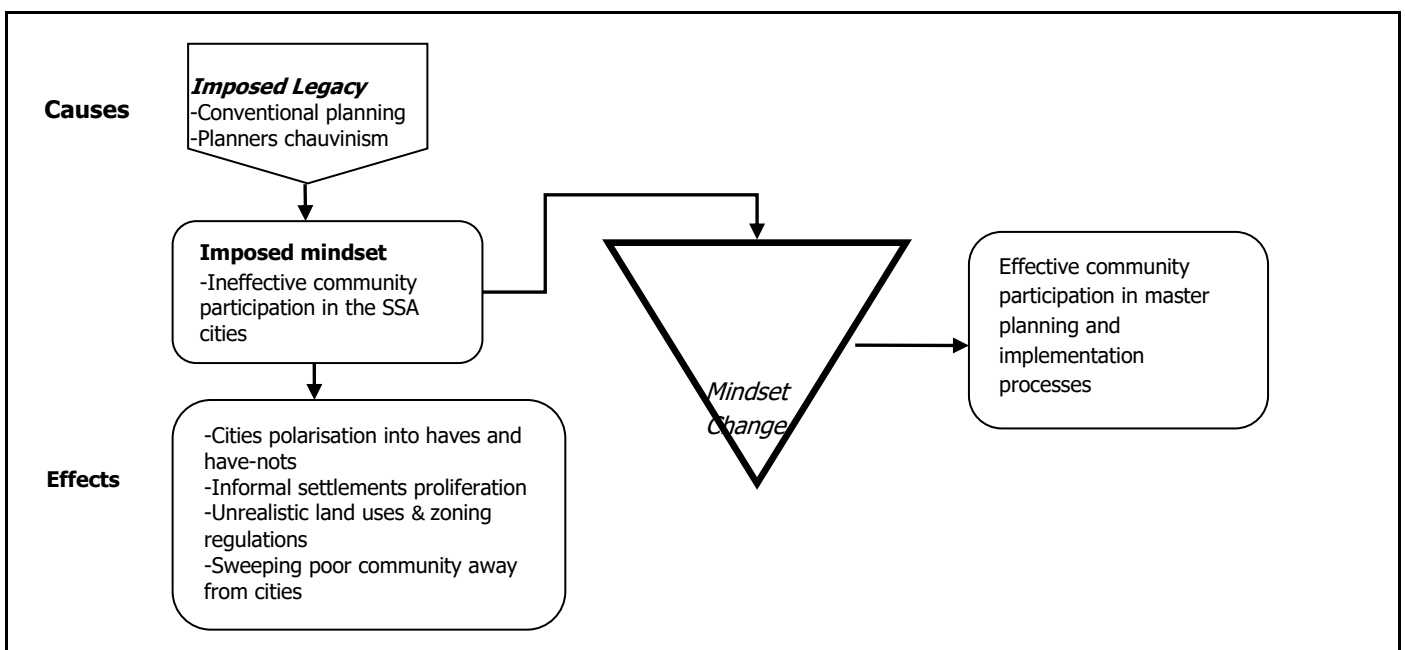 Causes
Imposed Legacy
-Conventional planning
-Planners chauvinism
Imposed mindset
-Ineffective community
participation in the SSA
cities
Mindset
Change
Effective community
participation in master
planning and
implementation
processes
Effects
-Cities polarisation into haves and
have-nots
-Informal settlements proliferation
-Unrealistic land uses & zoning
regulations
-Sweeping poor community away
from cities